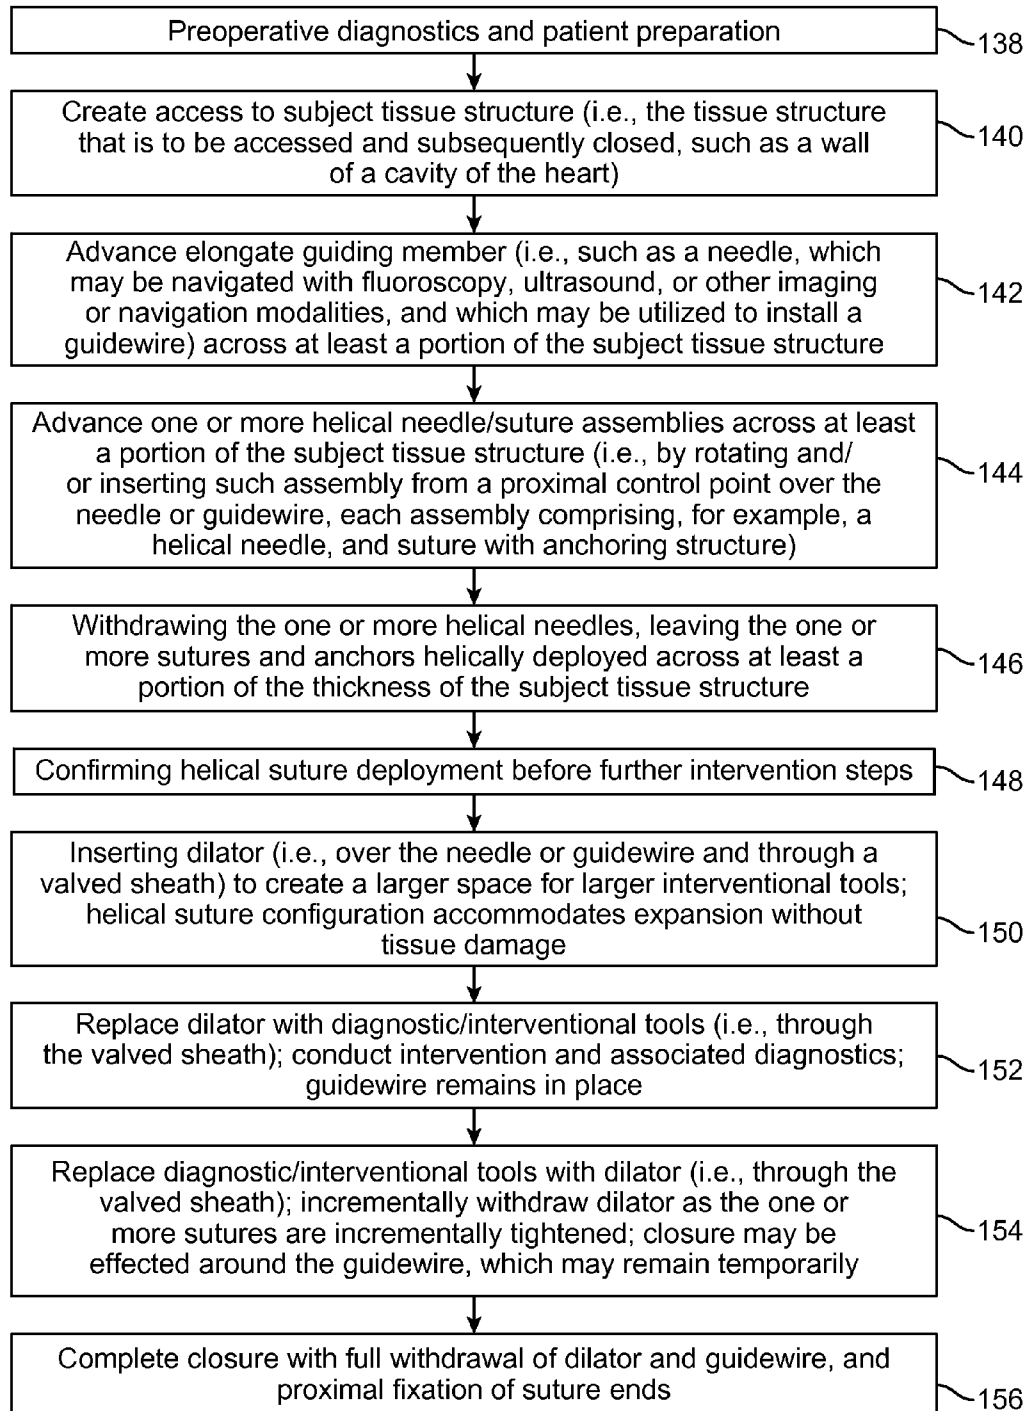 Preoperative diagnostics and patient preparation
138
Create access to subject tissue structure (i.e., the tissue structure
that is to be accessed and subsequently closed, such as a wall
of a cavity of the heart)
140
Advance elongate guiding member (i.e., such as a needle, which
may be navigated with fluoroscopy, ultrasound, or other imaging
or navigation modalities, and which may be utilized to install a
guidewire) across at least a portion of the subject tissue structure
142
Advance one or more helical needle/suture assemblies across at least
a portion of the subject tissue structure (i.e., by rotating and/
or inserting such assembly from a proximal control point over the
needle or guidewire, each assembly comprising, for example, a
helical needle, and suture with anchoring structure)
144
Withdrawing the one or more helical needles, leaving the one or
more sutures and anchors helically deployed across at least a
portion of the thickness of the subject tissue structure
146
Confirming helical suture deployment before further intervention steps
148
Inserting dilator (i.e., over the needle or guidewire and through a
valved sheath) to create a larger space for larger interventional tools;
helical suture configuration accommodates expansion without
tissue damage
150
Replace dilator with diagnostic/interventional tools (i.e., through
the valved sheath); conduct intervention and associated diagnostics;
guidewire remains in place
152
Replace diagnostic/interventional tools with dilator (i.e., through the
valved sheath); incrementally withdraw dilator as the one or
more sutures are incrementally tightened; closure may be
effected around the guidewire, which may remain temporarily
154
Complete closure with full withdrawal of dilator and guidewire, and
proximal fixation of suture ends
156